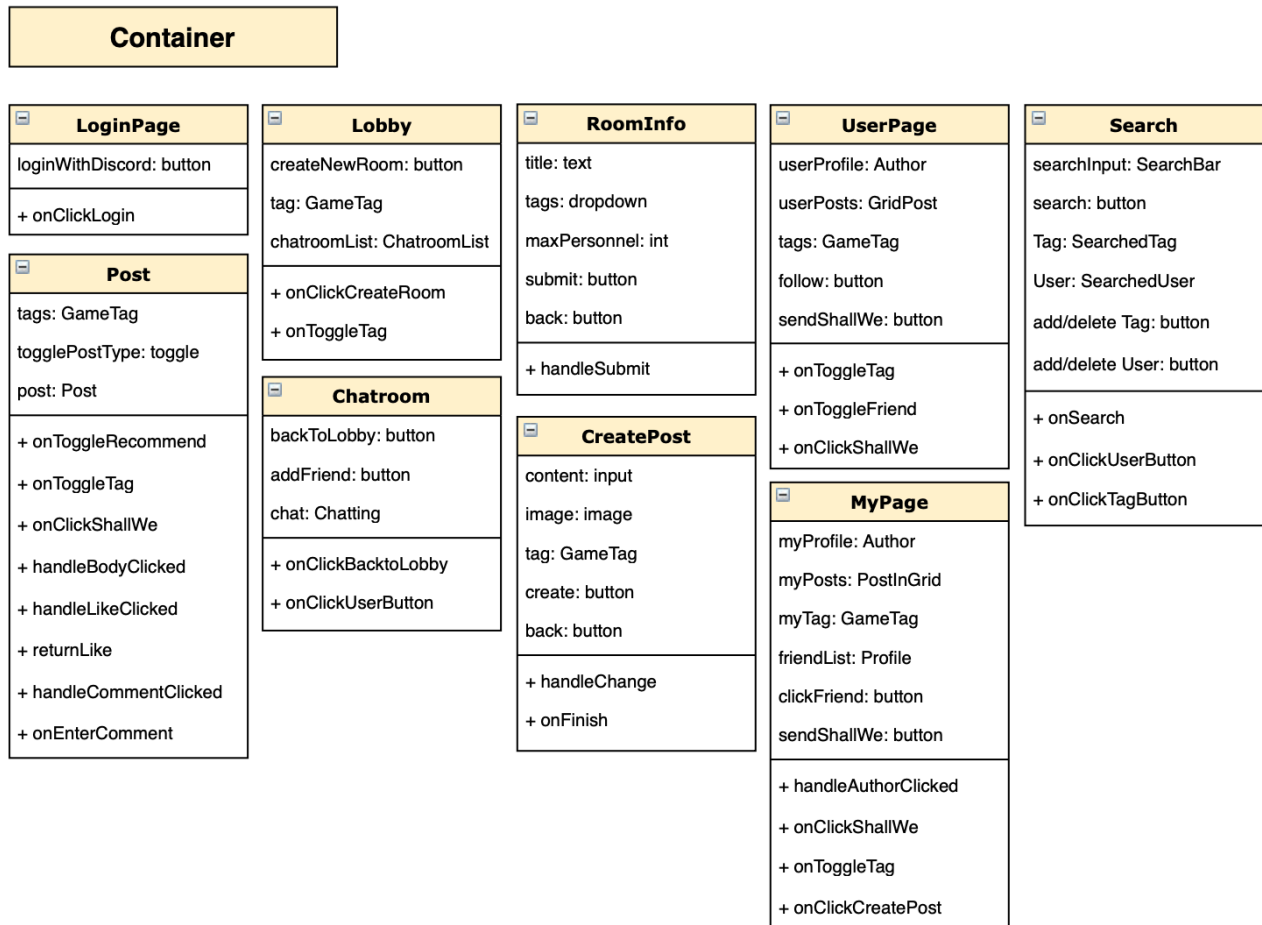 Container
LoginPage
loginWithDiscord: button
+ onClickLogin
Post
tags: GameTag
togglePostType: toggle
post: Post
+ onToggleRecommend
+ onToggleTag
+ onClickShallWe
+ handleBodyClicked
+ handleLikeClicked
+ returnLike
+ handleCommentClicked
+ onEnterComment
Lobby
createNewRoom: button
tag: GameTag
chatroomList: ChatroomList
+ onClickCreateRoom
+ onToggleTag
Chatroom
backToLobby: button
addFriend: button
chat: Chatting
+ onClickBacktoLobby
+ onClickUserButton
RoomInfo
title: text
tags: dropdown
maxPersonnel: int
submit: button
back: button
+ handleSubmit
CreatePost
content: input
image: image
tag: GameTag
create: button
back: button
+ handleChange
+ onFinish
UserPage
userProfile: Author
userPosts: GridPost
tags: GameTag
follow: button
sendShallWe: button
+ onToggleTag
+ onToggleFriend
+ onClickShallWe
MyPage
myProfile: Author
myPosts: PostInGrid
myTag: GameTag
friendList: Profile
clickFriend: button
sendShallWe: button
+ handleAuthorClicked
+ onClickShallWe
+ onToggleTag
+ onClickCreatePost
Search
searchInput: SearchBar
search: button
Tag: SearchedTag
User: SearchedUser
add/delete Tag: button
add/delete User: button
+ onSearch
+ onClickUserButton
+ onClickTagButton